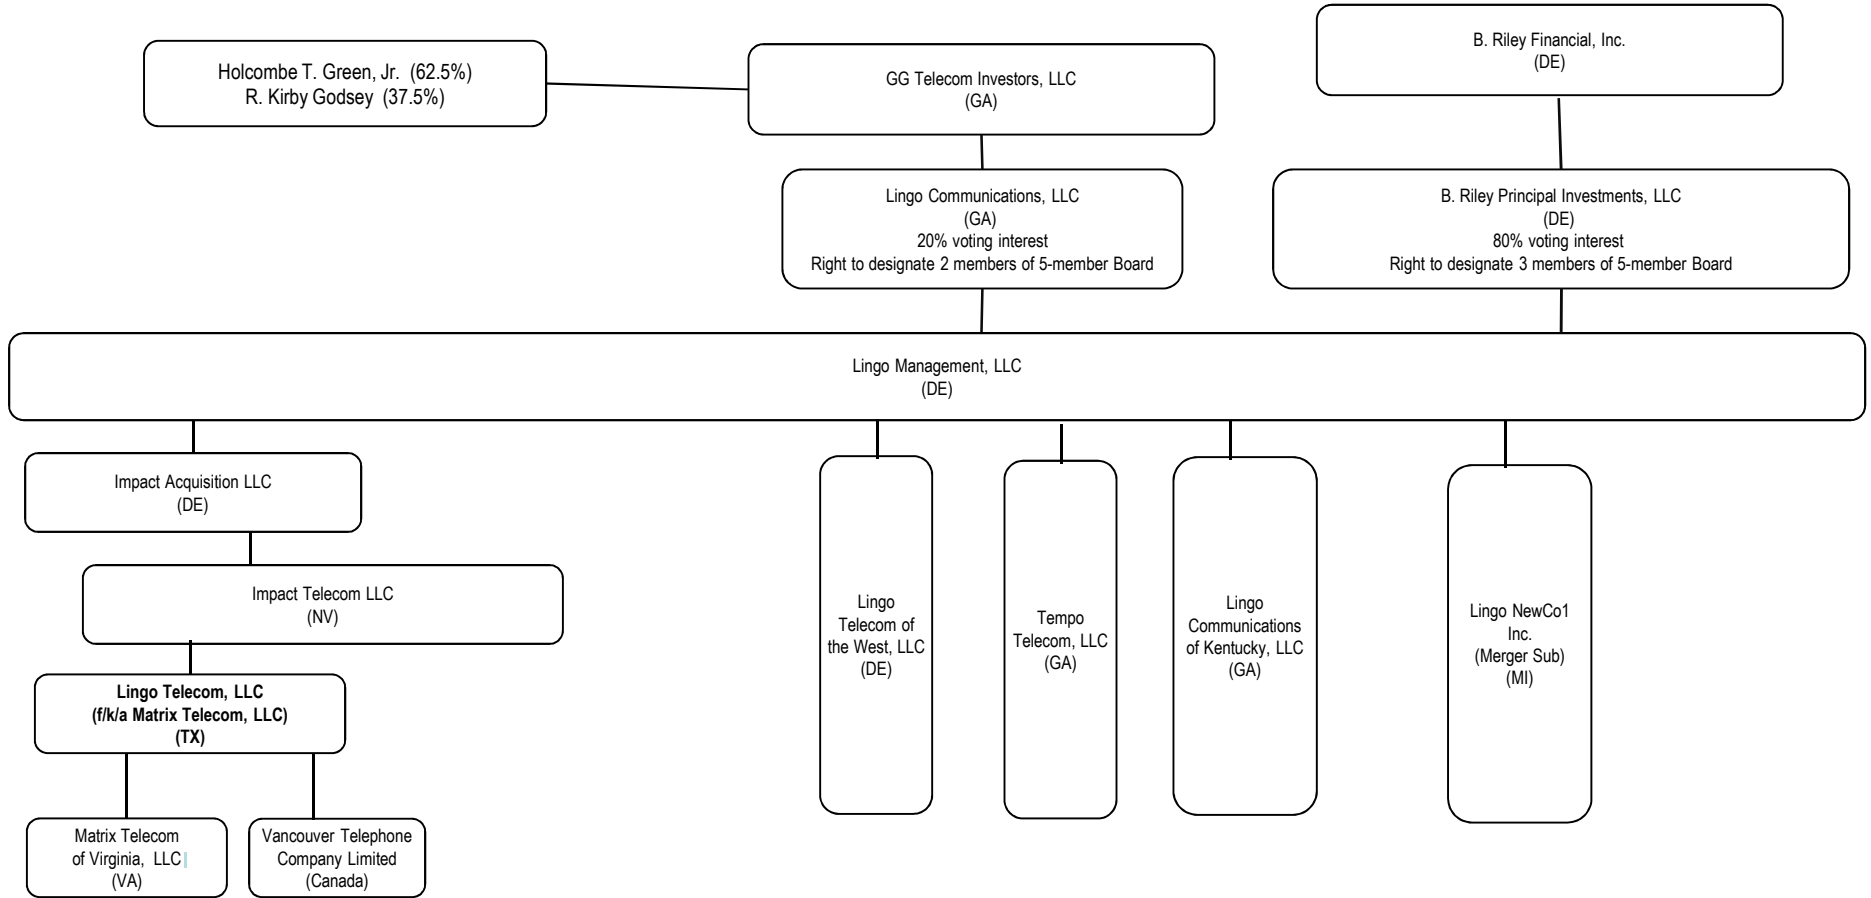 Holcombe T. Green, Jr. (62.5%)
R. Kirby Godsey (37.5%)
GG Telecom Investors, LLC
(GA)
B. Riley Financial, Inc.
(DE)
Lingo Communications, LLC
(GA)
20% voting interest
Right to designate 2 members of 5-member Board
B. Riley Principal Investments, LLC
(DE)
80% voting interest
Right to designate 3 members of 5-member Board
Lingo Management, LLC
(DE)
Impact Acquisition LLC
(DE)
Impact Telecom LLC
(NV)
Lingo Telecom, LLC
(f/k/a Matrix Telecom, LLC)
(TX)
Matrix Telecom
of Virginia, LLC
(VA)
Vancouver Telephone
Company Limited
(Canada)
Lingo
Telecom of
the West, LLC
(DE)
Tempo
Telecom, LLC
(GA)
Lingo
Communications
of Kentucky, LLC
(GA)
Lingo NewCo1
Inc.
(Merger Sub)
(MI)